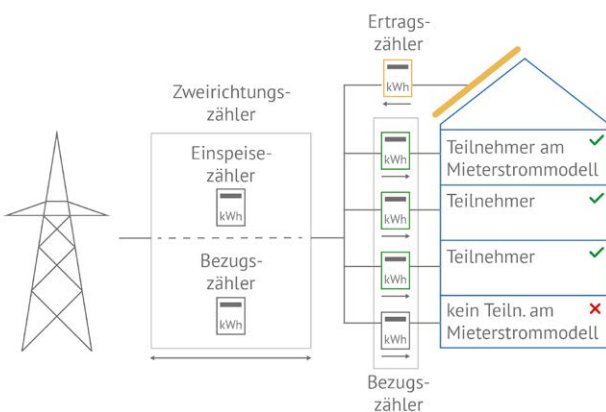 Ertrags-
zähler
kWh
Zweirichtungs-
zähler
Einspeise-
zähler
kWh
Bezugs-
zähler
kWh
kWh
Teilnehmer am
Mieterstrommodell
kWh
Teilnehmer
kWh
Teilnehmer
kWh
kein Teiln. am
Mieterstrommodell
Bezugs-
zähler